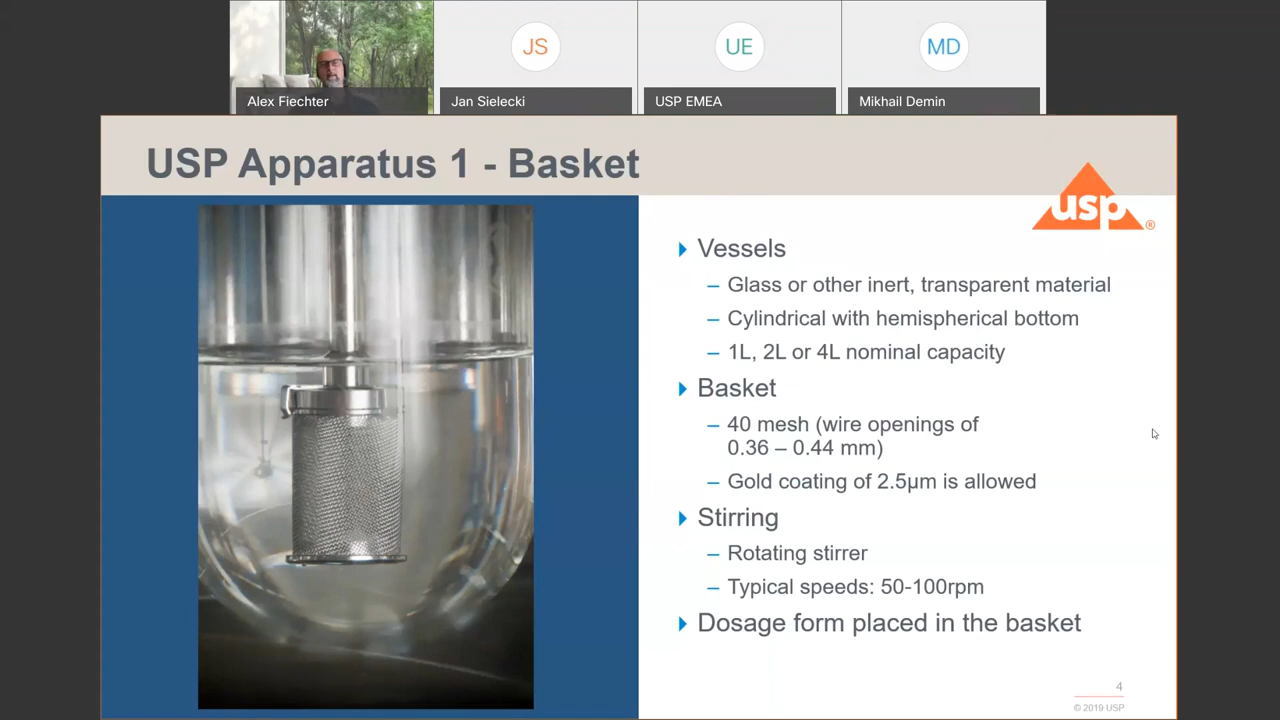 JS
UE
MD
Alex Fiechter
Jan Sielecki
USP EMEA
Mikhail Demin
USP Apparatus 1 - Basket
usp®
Vessels
– Glass or other inert, transparent material
– Cylindrical with hemispherical bottom
– 1L, 2L or 4L nominal capacity
Basket
– 40 mesh (wire openings of
0.36 – 0.44 mm)
– Gold coating of 2.5µm is allowed
Stirring
– Rotating stirrer
– Typical speeds: 50-100rpm
Dosage form placed in the basket
4
© 2019 USP